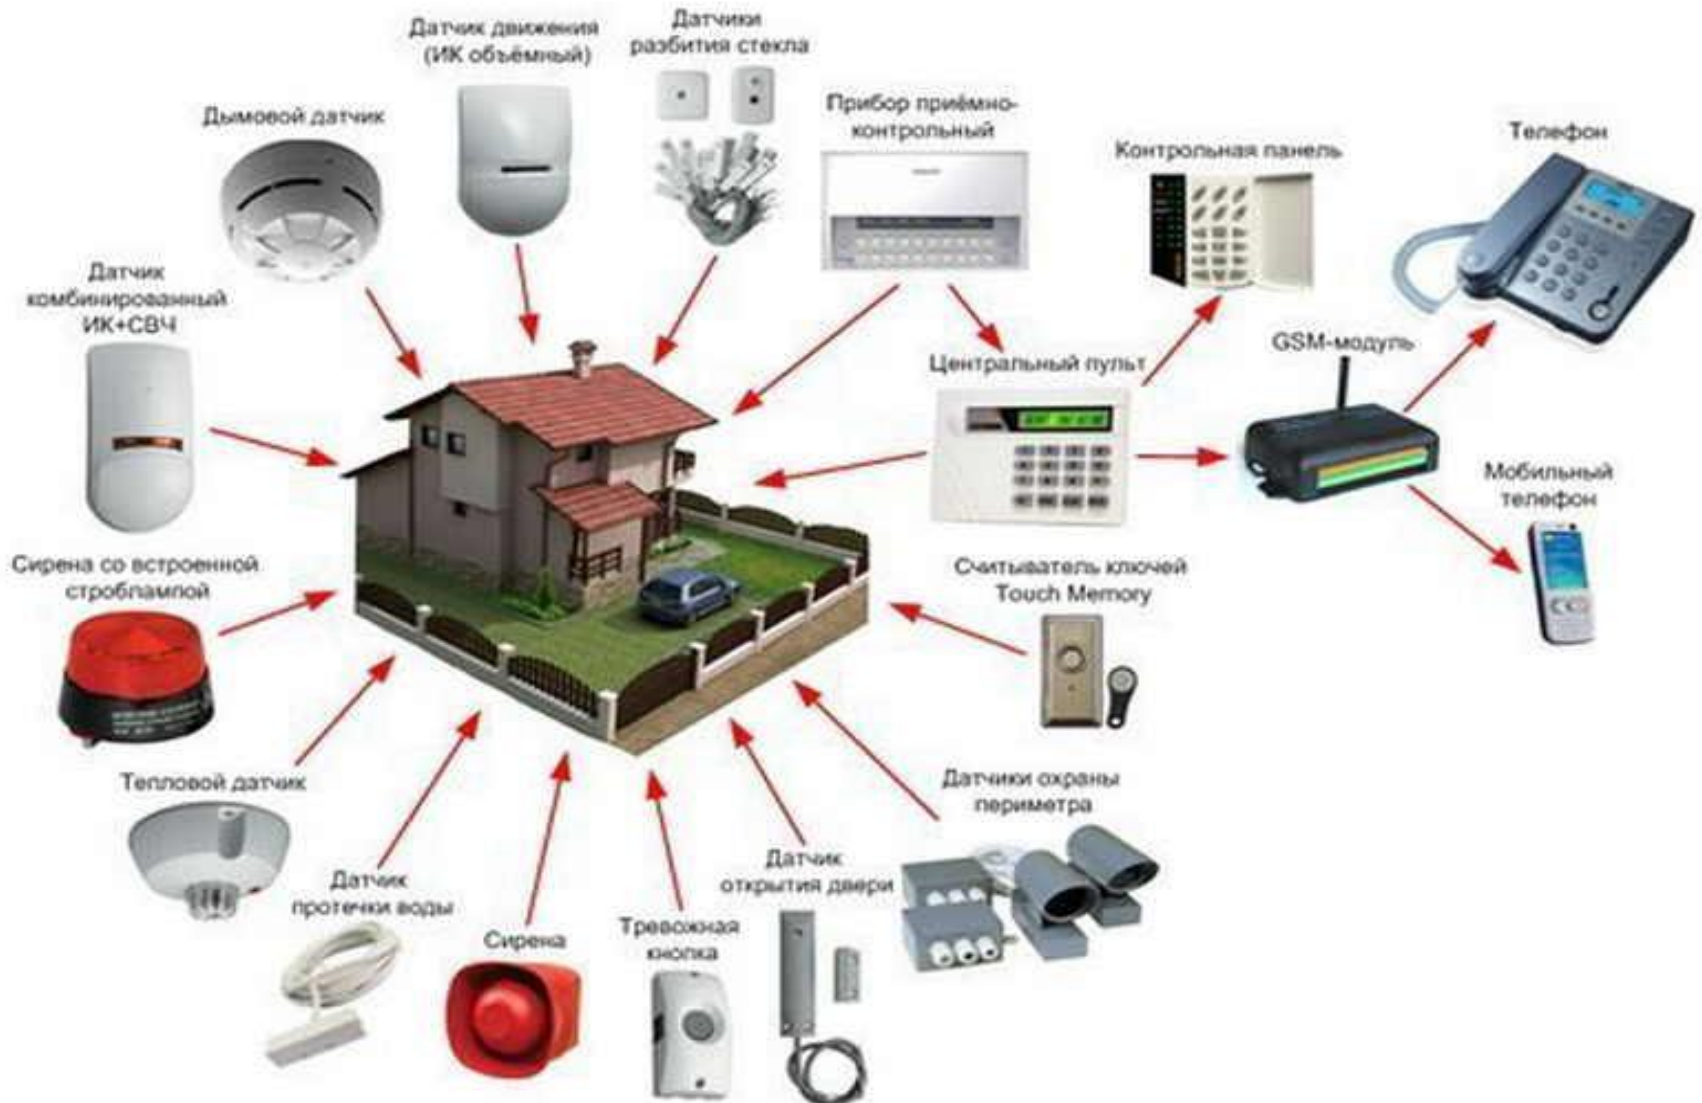 Датчик движения
(ИК объёмный)
Датчики
разбития стекла
Дымовой датчик
Прибор приёмно-
контрольный
Контрольная панель
Телефон
Датчик
комбинированный
ИК+СВЧ
Центральный пульт
GSM-модуль
Мобильный
телефон
Сирена со встроенной
строблампой
Считыватель ключей
Touch Memory
Тепловой датчик
Датчики охраны
периметра
Датчик
протечки воды
Сирена
Тревожная
кнопка
Датчик
открытия двери